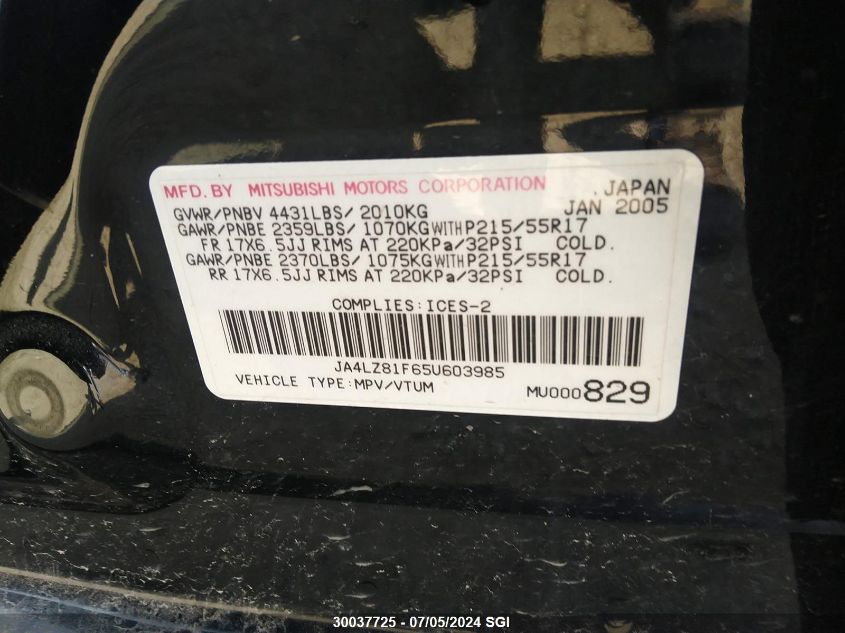 MFD. BY MITSUBISHI MOTORS CORPORATION , JAPAN
GVWR/PNBV 4431LBS/ 2010KG JAN 2005
GAWR/PNBE 2359LBS/ 1070KG WITH P215/55R17
FR 17X6.5JJ RIMS AT 220KPa/32PSI COLD.
GAWR/PNBE 2370LBS/ 1075KG WITH P215/55R17
RR 17X6.5JJ RIMS AT 220KPa/32PSI COLD.
COMPLIES:ICES-2
JA4LZ81F65U603985
VEHICLE TYPE:MPV/VTUM MU000829
30037725 - 07/05/2024 SGI